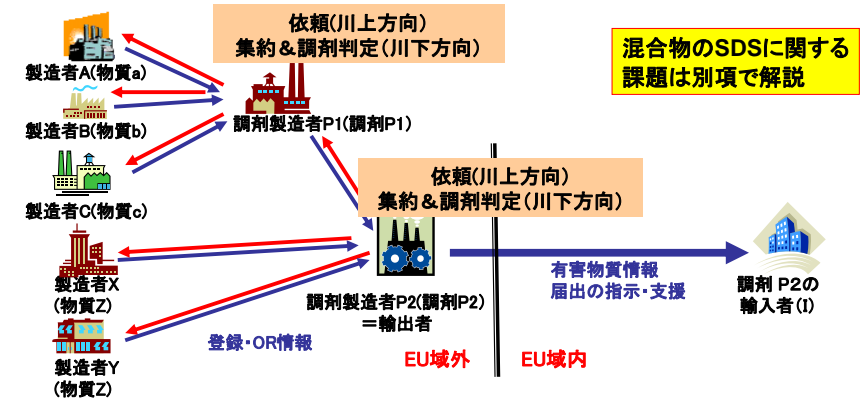 依頼(川上方向)
集約＆調剤判定(川下方向)
混合物のSDSに関する
課題は別項で解説
製造者A(物質a)
調剤製造者P1(調剤P1)
製造者B(物質b)
依頼(川上方向)
集約＆調剤判定(川下方向)
製造者C(物質c)
製造者X
(物質Z)
有害物質情報
届出の指示・支援
調剤 P2の
輸入者(I)
調剤製造者P2(調剤P2)
＝輸出者
登録・OR情報
EU域外
EU域内
製造者Y
(物質Z)